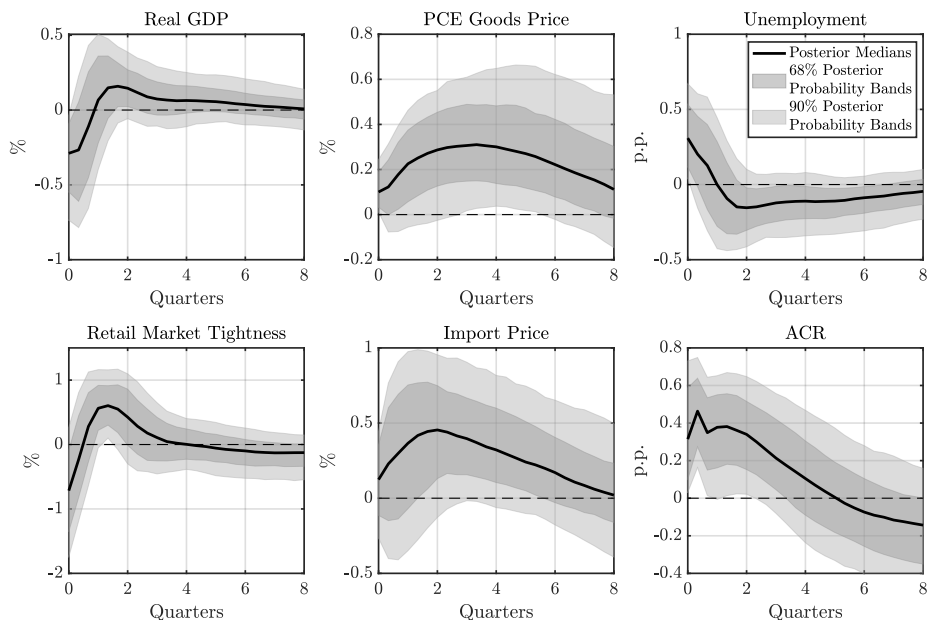 Real GDP
0.5
0
-0.5
-1
%
0 2 4 6 8
Quarters
PCE Goods Price
0.8
0.6
0.4
0.2
0
-0.2
%
0 2 4 6 8
Quarters
Unemployment
1
0.5
0
-0.5
p.p.
0 2 4 6 8
Quarters
Posterior Medians
68% Posterior
Probability Bands
90% Posterior
Probability Bands
Retail Market Tightness
1
0
-1
-2
%
0 2 4 6 8
Quarters
Import Price
1
0.5
0
-0.5
%
0 2 4 6 8
Quarters
ACR
0.8
0.6
0.4
0.2
0
-0.2
-0.4
p.p.
0 2 4 6 8
Quarters